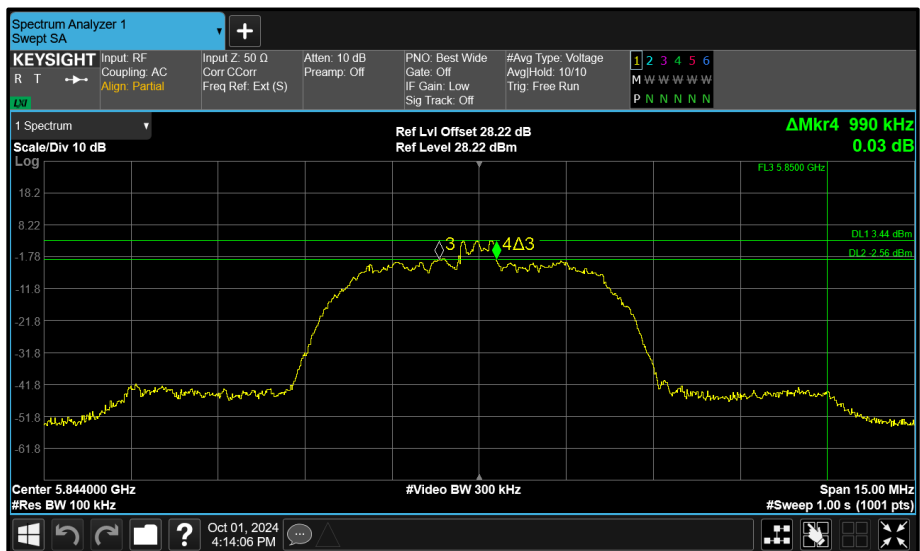 Spectrum Analyzer 1
Swept SA
+
KEYSIGHT
R T
LXI
Input: RF
Coupling: AC
Align: Partial
Input Z: 50 Ω
Corr CCorr
Freq Ref: Ext (S)
Atten: 10 dB
Preamp: Off
PNO: Best Wide
Gate: Off
IF Gain: Low
Sig Track: Off
#Avg Type: Voltage
Avg|Hold: 10/10
Trig: Free Run
1 2 3 4 5 6
M W W W W W
P N N N N N
1 Spectrum
Scale/Div 10 dB
Ref Lvl Offset 28.22 dB
Ref Level 28.22 dBm
ΔMkr4 990 kHz
0.03 dB
Log
FL3 5.8500 GHz
18.2
8.22
DL1 3.44 dBm
3
4Δ3
-1.78
DL2 -2.56 dBm
-11.8
-21.8
-31.8
-41.8
-51.8
-61.8
Center 5.844000 GHz
#Video BW 300 kHz
Span 15.00 MHz
#Res BW 100 kHz
#Sweep 1.00 s (1001 pts)
?
Oct 01, 2024
4:14:06 PM